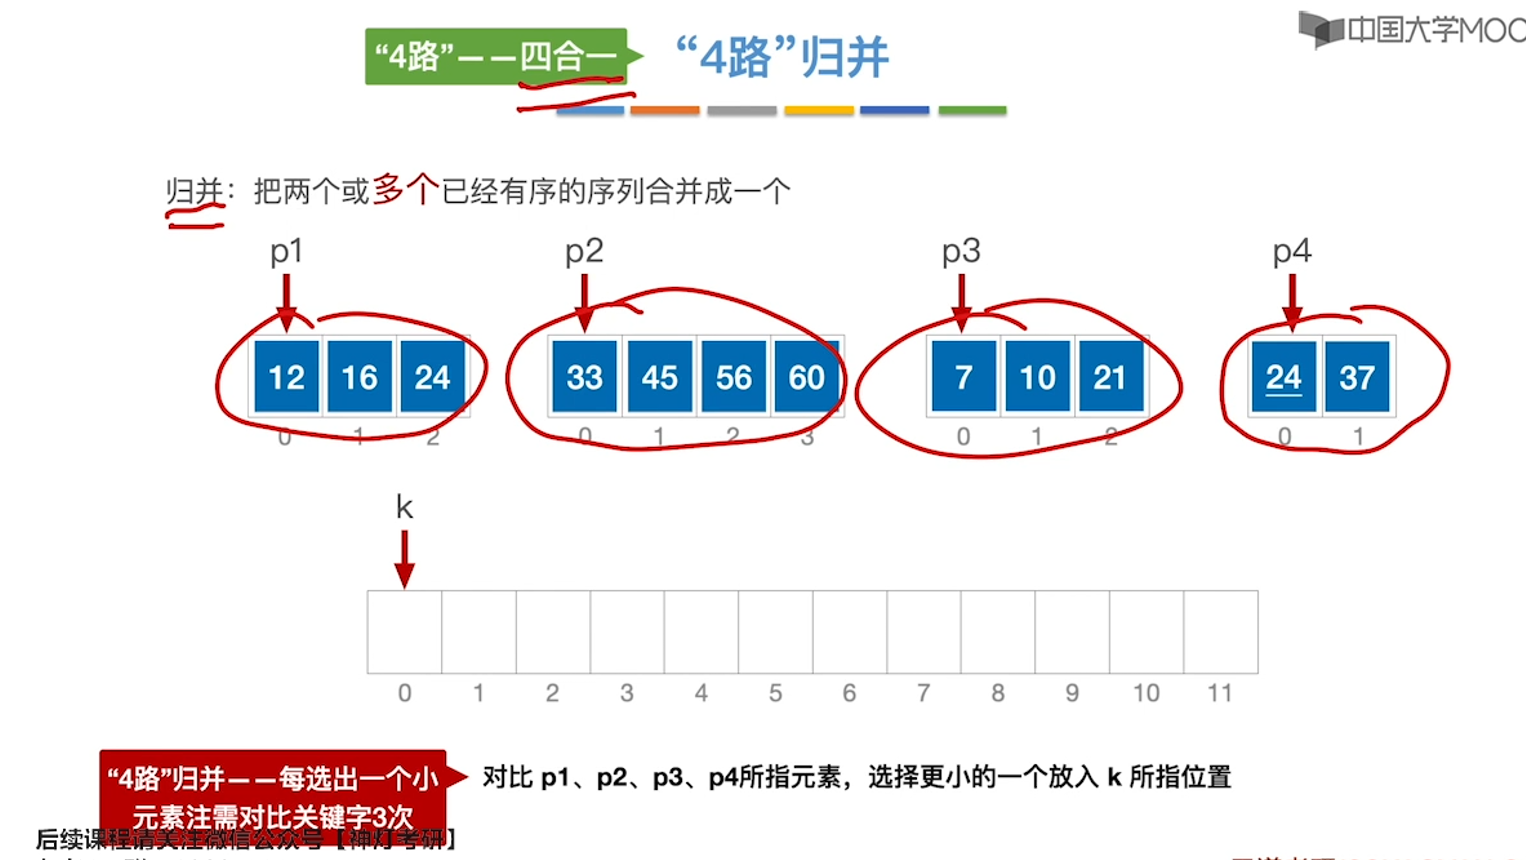 中国大学MOO
“4路”——四合一
“4路”归并
归并：把两个或多个已经有序的序列合并成一个
p1 p2 p3 p4
12 16 24 33 45 56 60 7 10 21 24 37
0 1 2 0 1 2 3 0 1 2 0 1
k
0 1 2 3 4 5 6 7 8 9 10 11
“4路”归并——每选出一个小
元素注需对比关键字3次
对比 p1、p2、p3、p4所指元素，选择更小的一个放入 k 所指位置
后续课程请关注微信公众号【神灯考研】